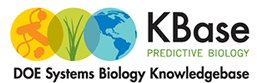 KBase
PREDICTIVE BIOLOGY
DOE Systems Biology Knowledgebase